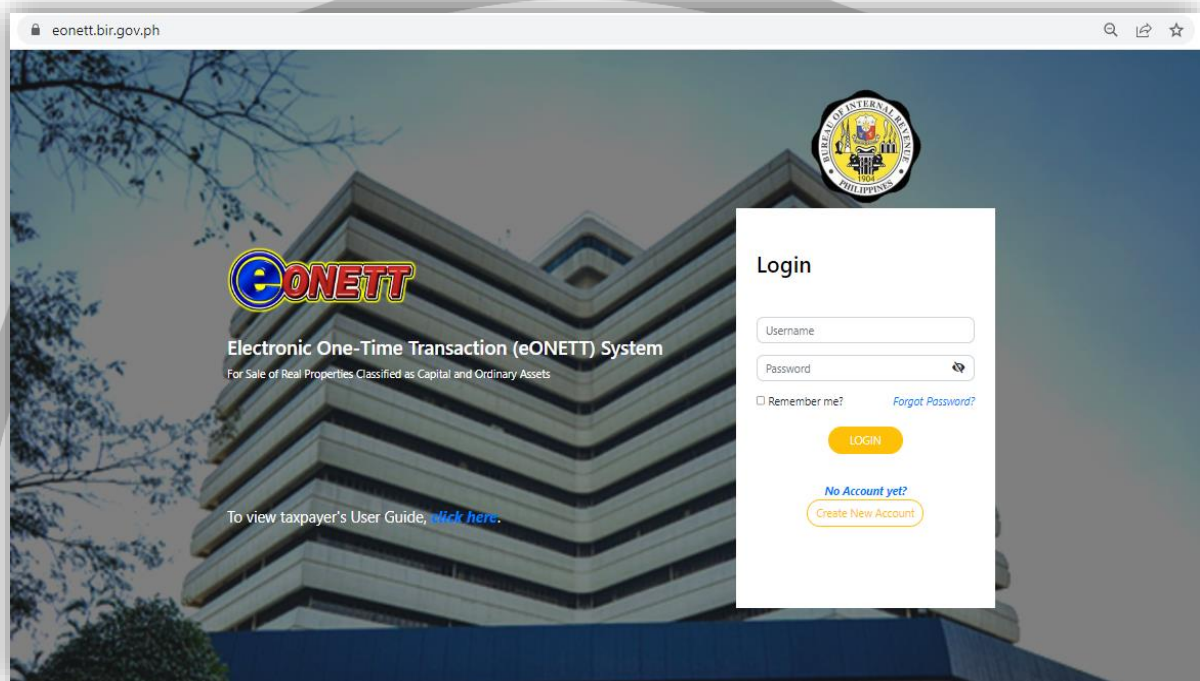 eonett.bir.gov.ph
BUREAU OF INTERNAL REVENUE
1904
PHILIPPINES
eONETT
Electronic One-Time Transaction (eONETT) System
For Sale of Real Properties Classified as Capital and Ordinary Assets
To view taxpayer's User Guide, click here.
Login
Username
Password
Remember me? Forgot Password?
LOGIN
No Account yet?
Create New Account